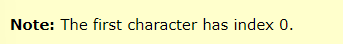 Note: The first character has index 0.